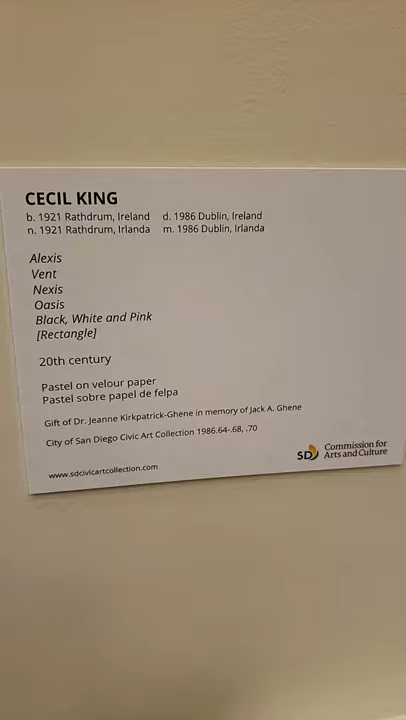 CECIL KING
b. 1921 Rathdrum, Ireland d. 1986 Dublin, Ireland
n. 1921 Rathdrum, Irlanda m. 1986 Dublin, Irlanda
Alexis
Vent
Nexis
Oasis
Black, White and Pink
[Rectangle]
20th century
Pastel on velour paper
Pastel sobre papel de felpa
Gift of Dr. Jeanne Kirkpatrick-Ghene in memory of Jack A. Ghene
City of San Diego Civic Art Collection 1986.64-.68, .70
www.sdcivicartcollection.com
SD Commission for
Arts and Culture